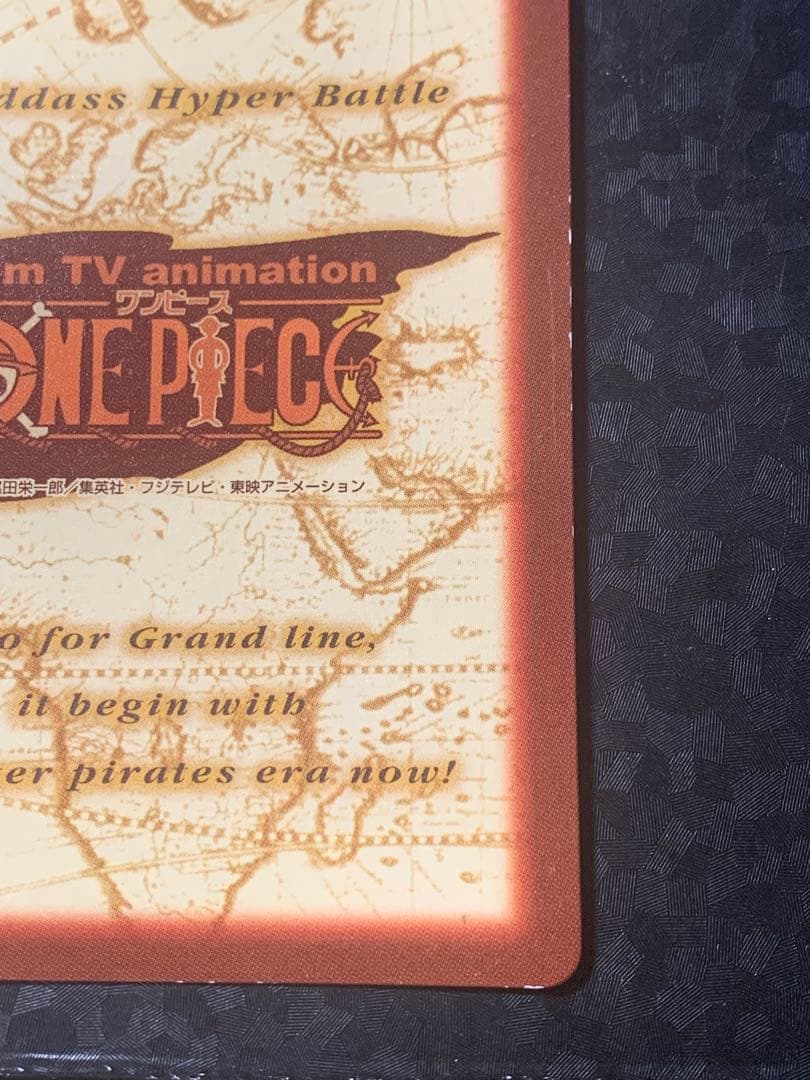 ddass Hyper Battle
m TV animation
ワンピース
ONE PIECE
田栄一郎／集英社・フジテレビ・東映アニメーション
o for Grand line,
it begin with
er pirates era now!